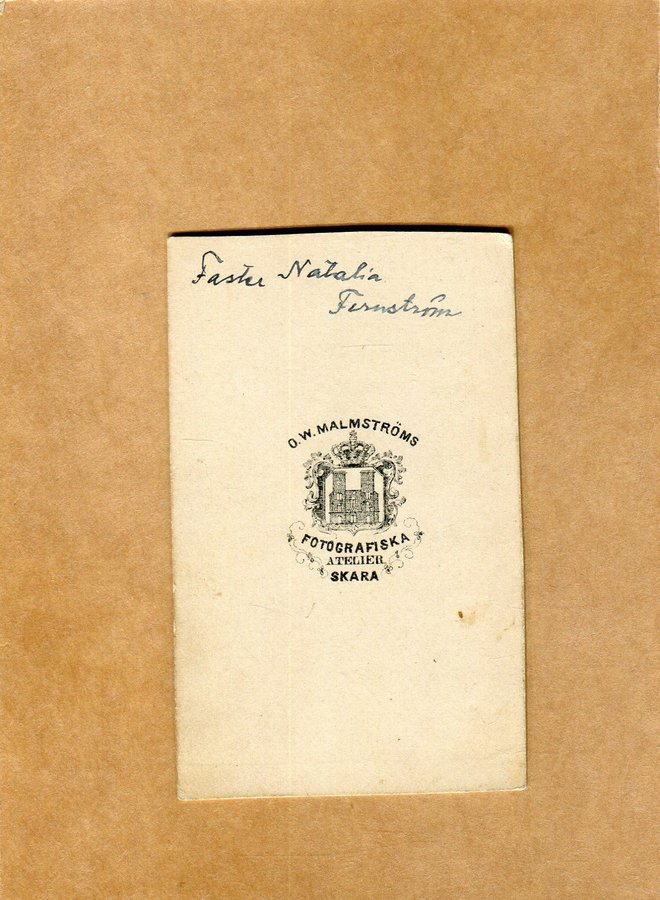 Faster Natalia
Fernström
O.W. MALMSTRÖMS
FOTOGRAFISKA
ATELIER
SKARA